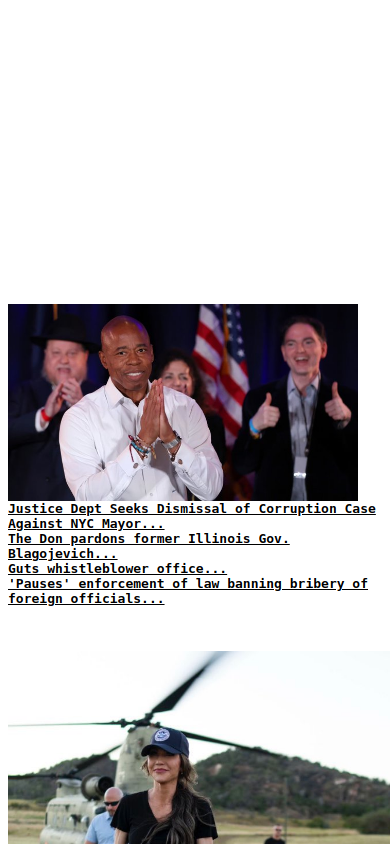 Justice Dept Seeks Dismissal of Corruption Case
Against NYC Mayor...
The Don pardons former Illinois Gov.
Blagojevich...
Guts whistleblower office...
'Pauses' enforcement of law banning bribery of
foreign officials...